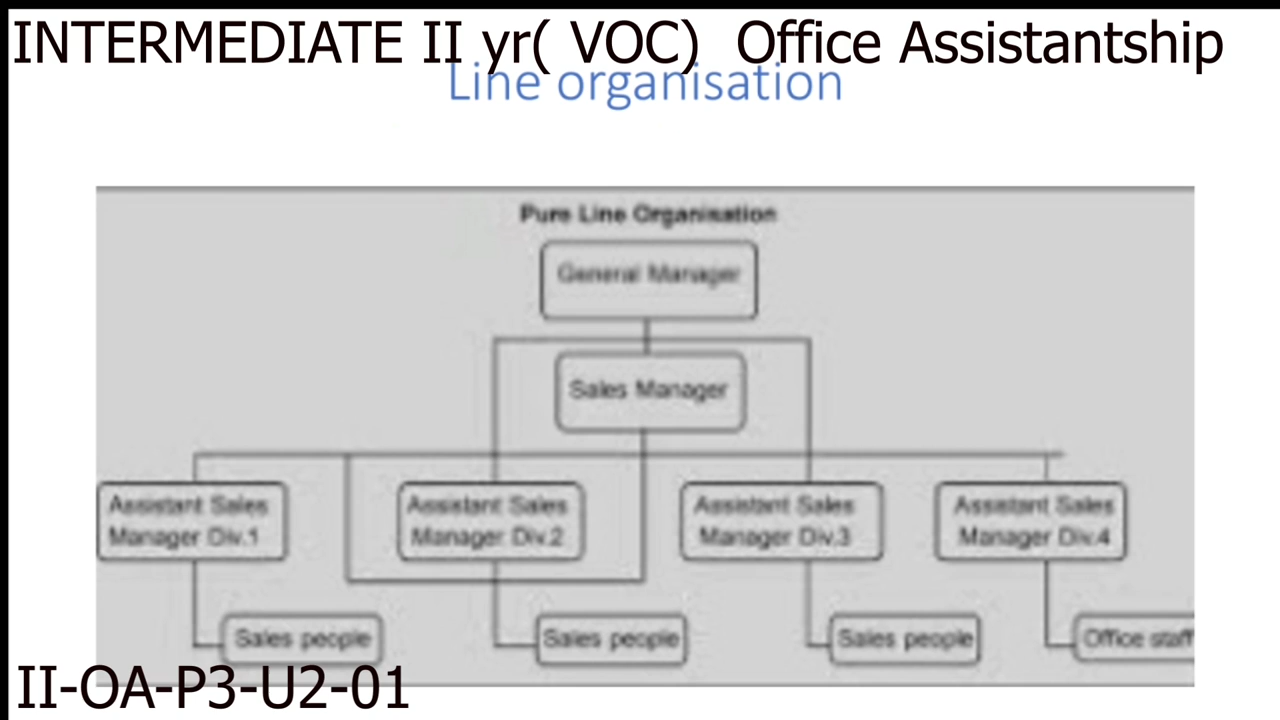 INTERMEDIATE II yr( VOC) Office Assistantship
Line organisation
Pure Line Organisation
General Manager
Sales Manager
Assistant Sales
Manager Div.1
Assistant Sales
Manager Div.2
Assistant Sales
Manager Div.3
Assistant Sales
Manager Div.4
Sales people
Sales people
Sales people
Office staff
II-OA-P3-U2-01